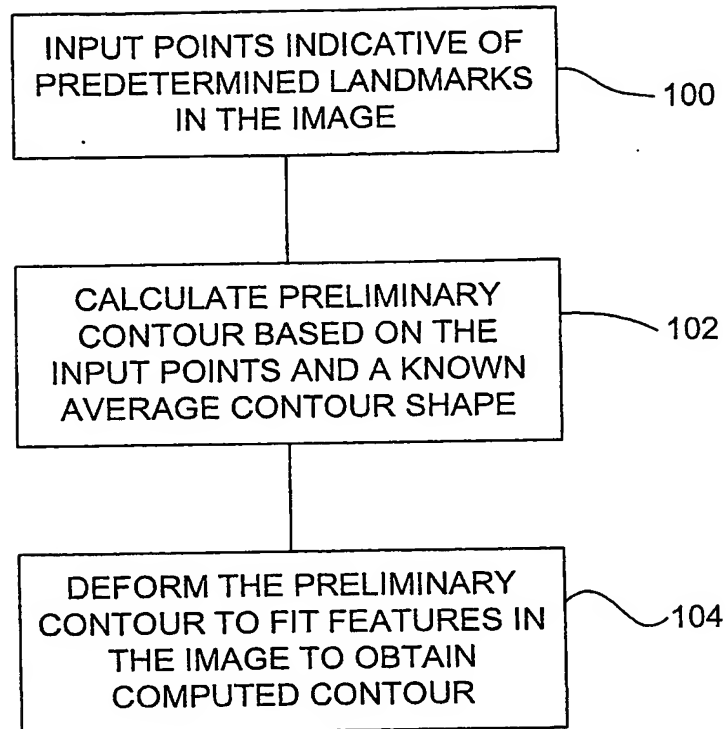 INPUT POINTS INDICATIVE OF
PREDETERMINED LANDMARKS
IN THE IMAGE
100
CALCULATE PRELIMINARY
CONTOUR BASED ON THE
INPUT POINTS AND A KNOWN
AVERAGE CONTOUR SHAPE
102
DEFORM THE PRELIMINARY
CONTOUR TO FIT FEATURES IN
THE IMAGE TO OBTAIN
COMPUTED CONTOUR
104